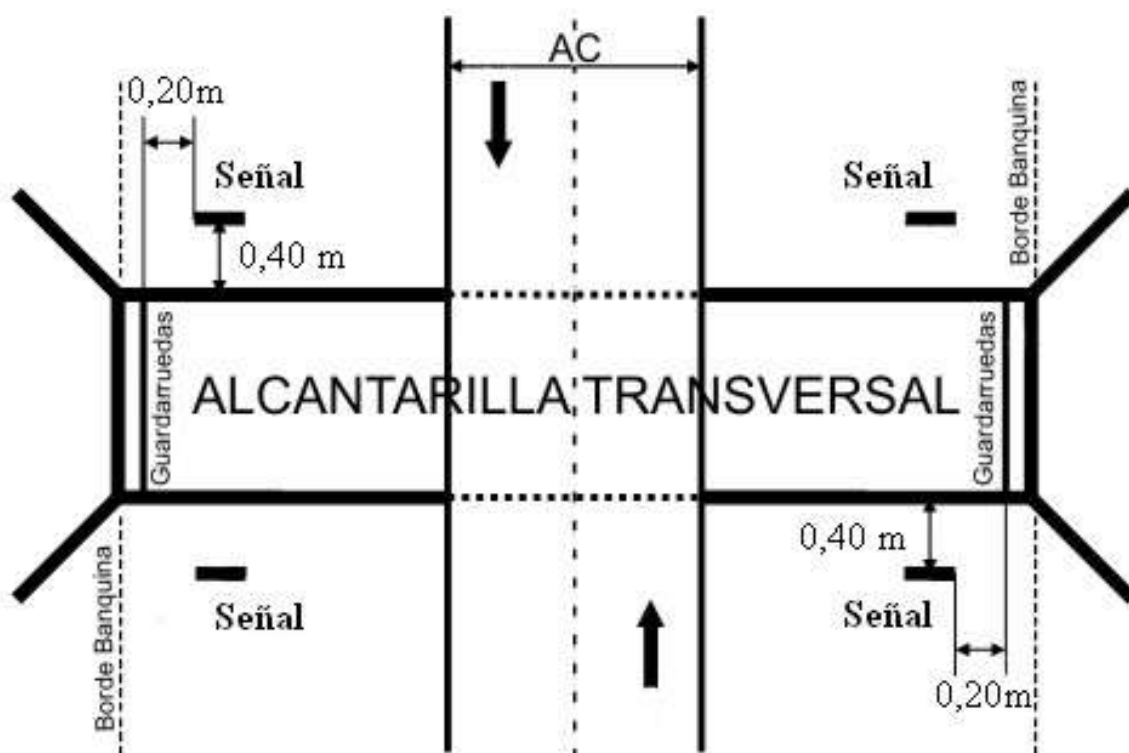 AC
0,20m
Señal
Señal
Borde Banquina
0,40 m
Guardarruedas
ALCANTARILLA TRANSVERSAL
Guardarruedas
0,40 m
Borde Banquina
Señal
Señal
0,20m